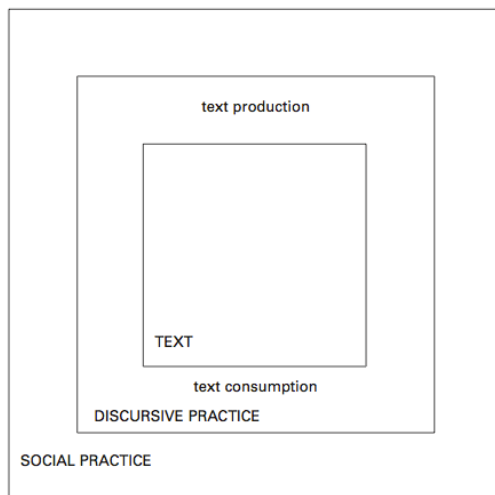 text production
TEXT
text consumption
DISCURSIVE PRACTICE
SOCIAL PRACTICE